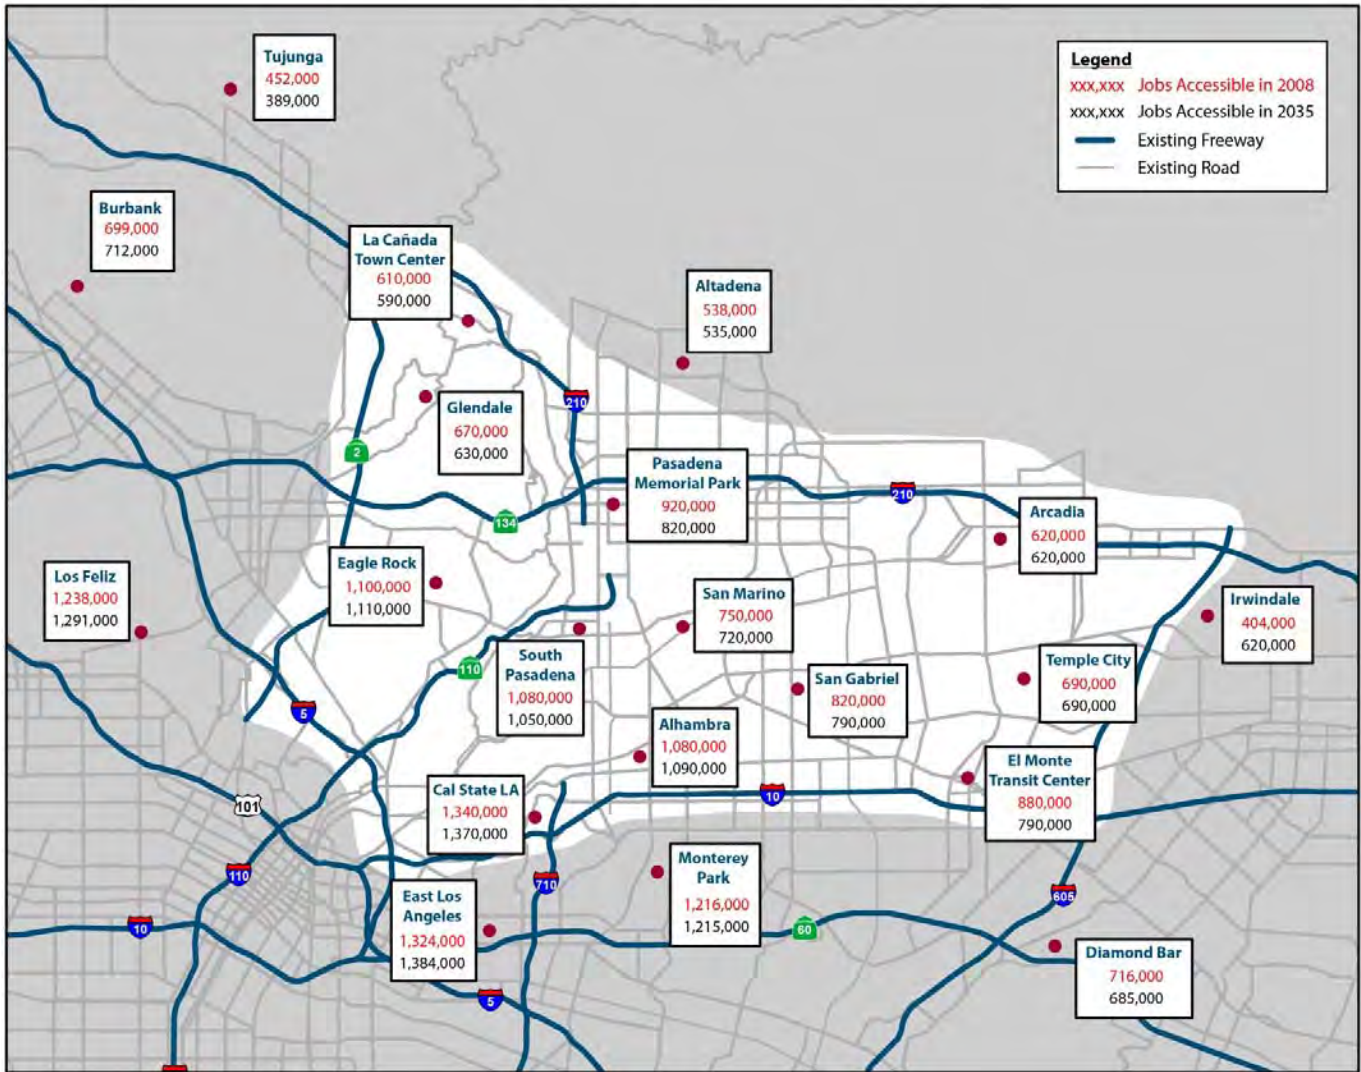 Tujunga
452,000
389,000
Legend
xxx,xxx Jobs Accessible in 2008
xxx,xxx Jobs Accessible in 2035
Existing Freeway
Existing Road
Burbank
699,000
712,000
La Cañada
Town Center
610,000
590,000
Altadena
538,000
535,000
Glendale
670,000
630,000
210
2
Pasadena
Memorial Park
920,000
820,000
210
134
Arcadia
620,000
620,000
Eagle Rock
1,100,000
1,110,000
Los Feliz
1,238,000
1,291,000
San Marino
750,000
720,000
Irwindale
404,000
620,000
South
Pasadena
1,080,000
1,050,000
110
Temple City
690,000
690,000
San Gabriel
820,000
790,000
5
Alhambra
1,080,000
1,090,000
El Monte
Transit Center
880,000
790,000
Cal State LA
1,340,000
1,370,000
10
101
110
Monterey
Park
1,216,000
1,215,000
710
605
East Los
Angeles
1,324,000
1,384,000
10
60
Diamond Bar
716,000
685,000
5